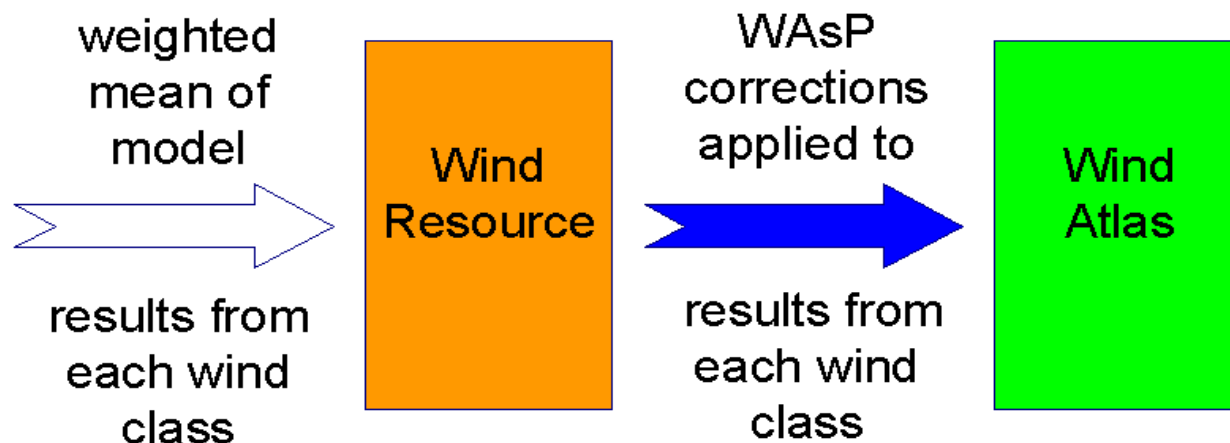 weighted
mean of
model
results from
each wind
class
Wind
Resource
WAsP
corrections
applied to
results from
each wind
class
Wind
Atlas